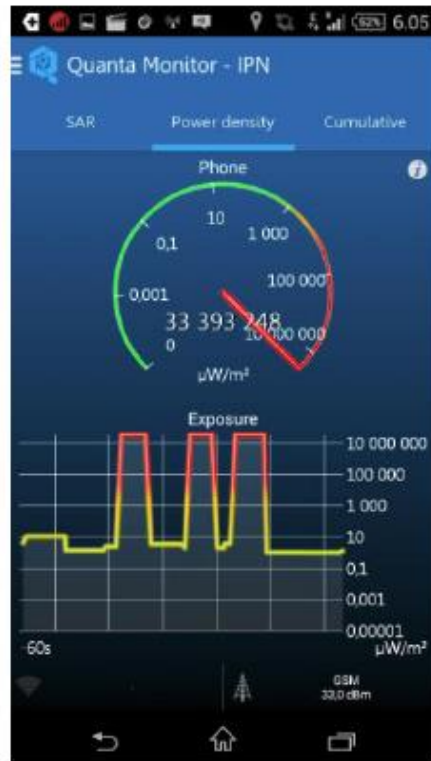 62% 6.05
Quanta Monitor - IPN
SAR Power density Cumulative
Phone
10
0,1 1 000
0,001 100 000
33 393 248
0 10 000 000
µW/m²
Exposure
10 000 000
100 000
1 000
10
0,1
0,001
0,00001
-60s µW/m²
GSM
33,0 dBm